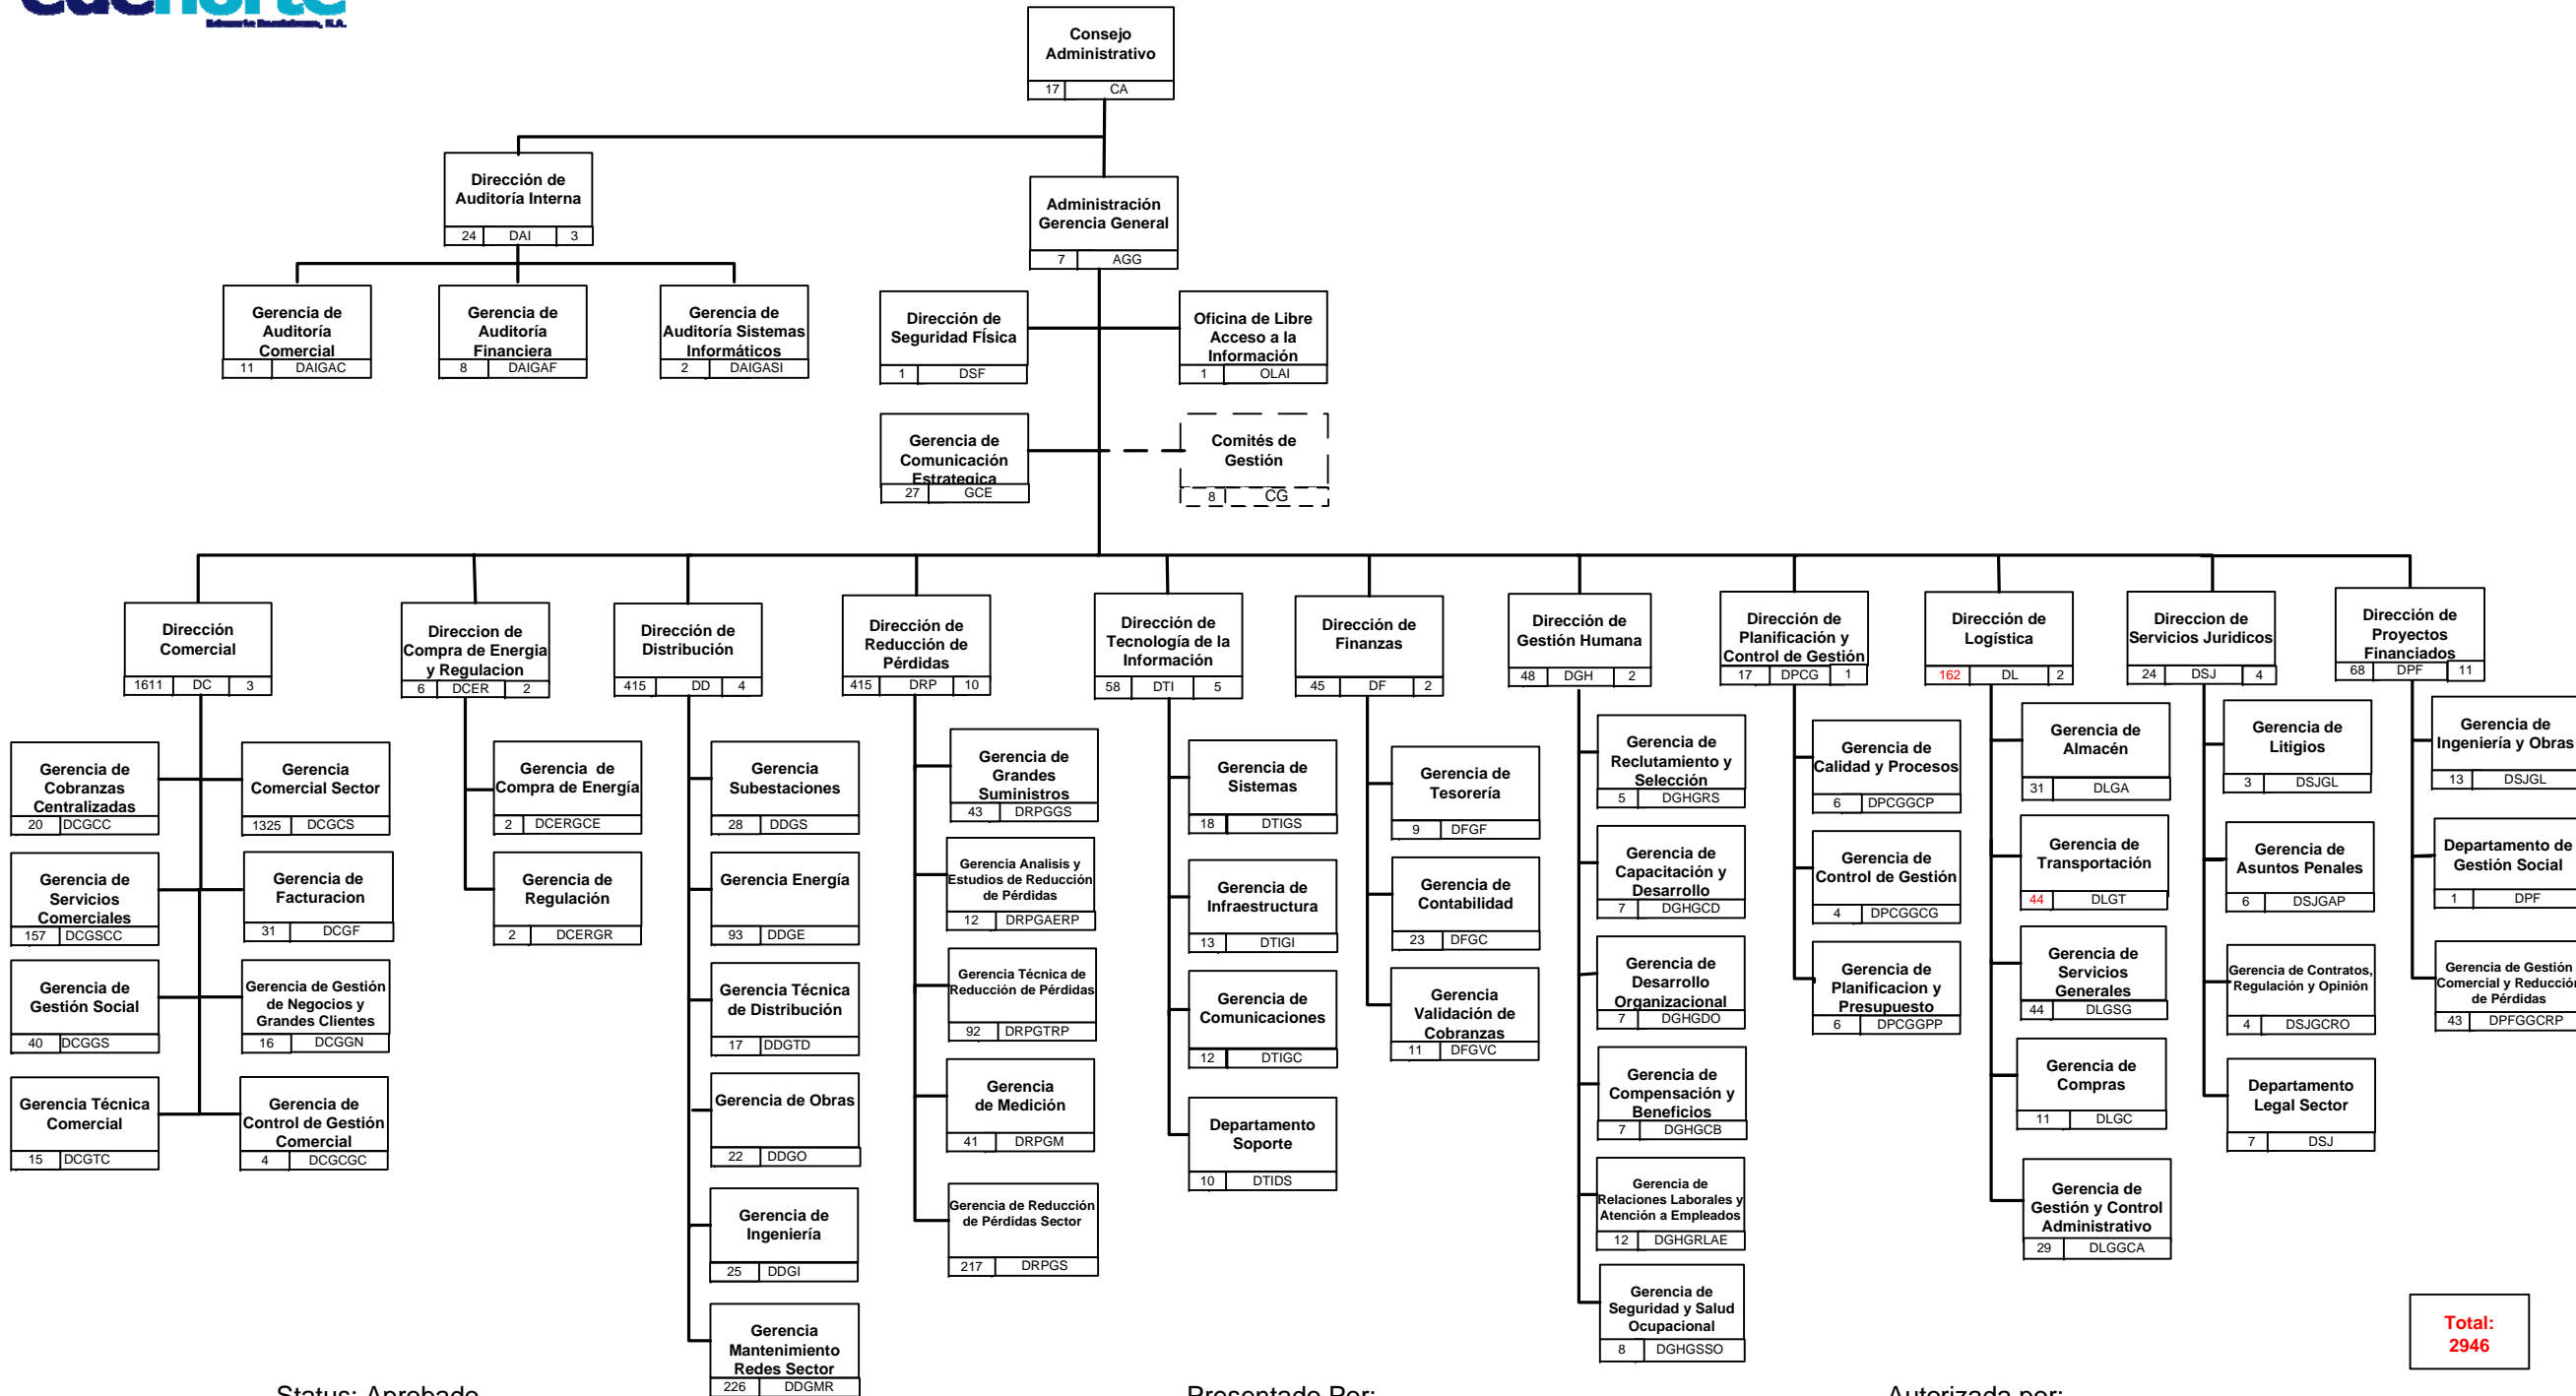 edenorte
Edenorte Dominicana, S.A.
Consejo
Administrativo
17 CA
Dirección de
Auditoría Interna
24 DAI 3
Administración
Gerencia General
7 AGG
Gerencia de
Auditoría
Comercial
11 DAIGAC
Gerencia de
Auditoría
Financiera
8 DAIGAF
Gerencia de
Auditoría Sistemas
Informáticos
2 DAIGASI
Dirección de
Seguridad FÍsica
1 DSF
Oficina de Libre
Acceso a la
Información
1 OLAI
Gerencia de
Comunicación
Estrategica
27 GCE
Comités de
Gestión
8 CG
Dirección
Comercial
1611 DC 3
Direccion de
Compra de Energia
y Regulacion
6 DCER 2
Dirección de
Distribución
415 DD 4
Dirección de
Reducción de
Pérdidas
415 DRP 10
Dirección de
Tecnología de la
Información
58 DTI 5
Dirección de
Finanzas
45 DF 2
Dirección de
Gestión Humana
48 DGH 2
Dirección de
Planificación y
Control de Gestión
17 DPCG 1
Dirección de
Logística
162 DL 2
Direccion de
Servicios Juridicos
24 DSJ 4
Dirección de
Proyectos
Financiados
68 DPF 11
Gerencia de
Cobranzas
Centralizadas
20 DCGCC
Gerencia
Comercial Sector
1325 DCGCS
Gerencia de
Servicios
Comerciales
157 DCGSCC
Gerencia de
Facturacion
31 DCGF
Gerencia de
Gestión Social
40 DCGGS
Gerencia de Gestión
de Negocios y
Grandes Clientes
16 DCGGN
Gerencia Técnica
Comercial
15 DCGTC
Gerencia de
Control de Gestión
Comercial
4 DCGCGC
Gerencia de
Compra de Energía
2 DCERGCE
Gerencia de
Regulación
2 DCERGR
Gerencia
Subestaciones
28 DDGS
Gerencia Energía
93 DDGE
Gerencia Técnica
de Distribución
17 DDGTD
Gerencia de Obras
22 DDGO
Gerencia de
Ingeniería
25 DDGI
Gerencia
Mantenimiento
Redes Sector
226 DDGMR
Gerencia de
Grandes
Suministros
43 DRPGGS
Gerencia Analisis y
Estudios de Reducción
de Pérdidas
12 DRPGAERP
Gerencia Técnica de
Reducción de Pérdidas
92 DRPGTRP
Gerencia
de Medición
41 DRPGM
Gerencia de Reducción
de Pérdidas Sector
217 DRPGS
Gerencia de
Sistemas
18 DTIGS
Gerencia de
Infraestructura
13 DTIGI
Gerencia de
Comunicaciones
12 DTIGC
Departamento
Soporte
10 DTIDS
Gerencia de
Tesorería
9 DFGF
Gerencia de
Contabilidad
23 DFGC
Gerencia
Validación de
Cobranzas
11 DFGVC
Gerencia de
Reclutamiento y
Selección
5 DGHGRS
Gerencia de
Capacitación y
Desarrollo
7 DGHGCD
Gerencia de
Desarrollo
Organizacional
7 DGHGDO
Gerencia de
Compensación y
Beneficios
7 DGHGCB
Gerencia de
Relaciones Laborales y
Atención a Empleados
12 DGHGRLAE
Gerencia de
Seguridad y Salud
Ocupacional
8 DGHGSSO
Gerencia de
Calidad y Procesos
6 DPCGGCP
Gerencia de
Control de Gestión
4 DPCGGCG
Gerencia de
Planificacion y
Presupuesto
6 DPCGGPP
Gerencia de
Almacén
31 DLGA
Gerencia de
Transportación
44 DLGT
Gerencia de
Servicios
Generales
44 DLGSG
Gerencia de
Compras
11 DLGC
Gerencia de
Gestión y Control
Administrativo
29 DLGGCA
Gerencia de
Litigios
3 DSJGL
Gerencia de
Asuntos Penales
6 DSJGAP
Gerencia de Contratos,
Regulación y Opinión
4 DSJGCRO
Departamento
Legal Sector
7 DSJ
Gerencia de
Ingeniería y Obras
13 DSJGL
Departamento de
Gestión Social
1 DPF
Gerencia de Gestión
Comercial y Reducción
de Pérdidas
43 DPFGGCRP
Total:
2946
Status: Aprobado
Presentado Por:
Autorizada por: